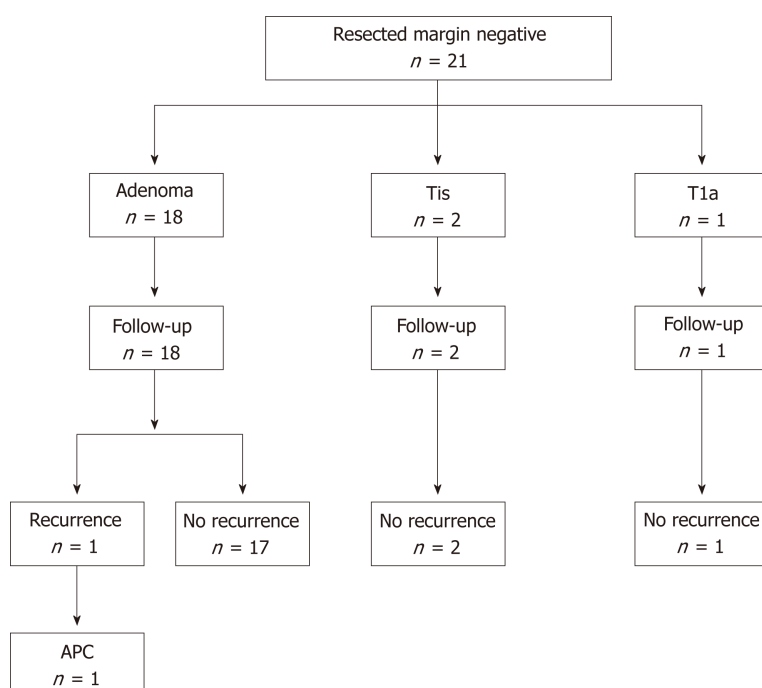 Resected margin negative
n = 21
Adenoma
n = 18
Tis
n = 2
T1a
n = 1
Follow-up
n = 18
Follow-up
n = 2
Follow-up
n = 1
Recurrence
n = 1
No recurrence
n = 17
No recurrence
n = 2
No recurrence
n = 1
APC
n = 1